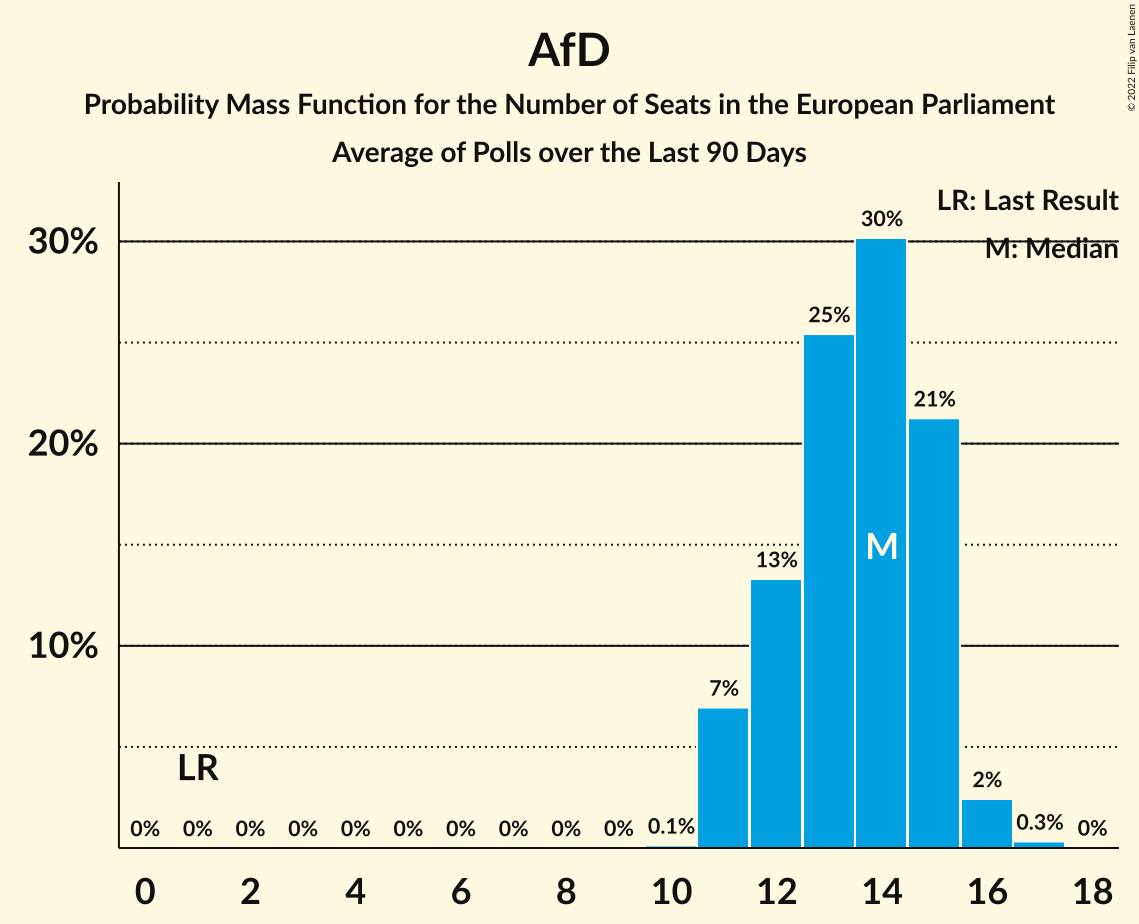 AfD
Probability Mass Function for the Number of Seats in the European Parliament
Average of Polls over the Last 90 Days
© 2022 Filip van Laenen
LR: Last Result
M: Median
30%
20%
10%
30%
25%
21%
13%
7%
2%
0% 0% 0% 0% 0% 0% 0% 0% 0% 0% 0.1% 0.3% 0%
M
LR
0 2 4 6 8 10 12 14 16 18